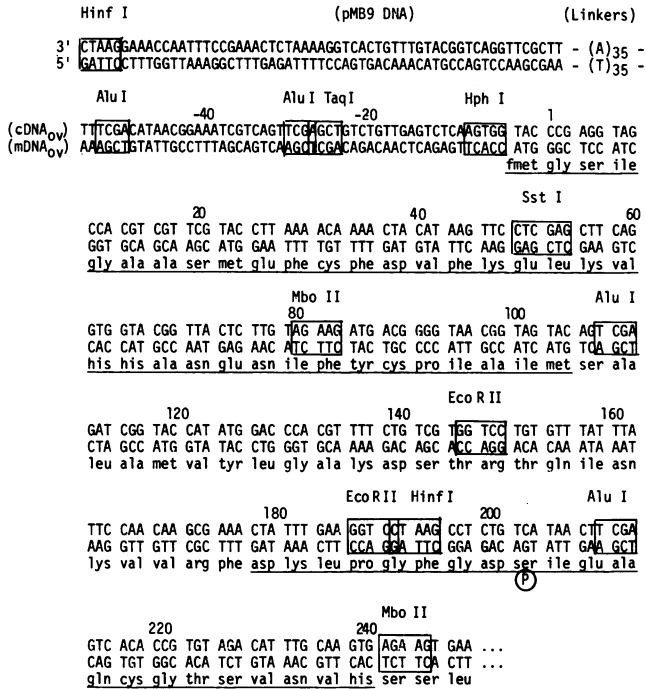 Hinf I (pMB9 DNA) (Linkers)
3' CTAAGGAAACCAATTTCCGAAACTCTAAAAGGTCACTGTTTGTACGGTCAGGTTCGCTT - (A)35 -
5' GATTCCTTTGGTTAAAGGCTTTGAGATTTTCCAGTGACAAACATGCCAGTCCAAGCGAA - (T)35 -
Alu I -40 Alu I Taq I -20 Hph I 1
(cDNAov) TTTCGACATAACGGAAATCGTCAGTTCGAGCTGTCTGTTGAGTCTCAAGTGG TAC CCG AGG TAG
(mDNAov) AAAGCTGTATTGCCTTTAGCAGTCAAGCTCGACAGACAACTCAGAGTTCACC ATG GGC TCC ATC
fmet gly ser ile
Sst I
20 40 60
CCA CGT CGT TCG TAC CTT AAA ACA AAA CTA CAT AAG TTC CTC GAG CTT CAG
GGT GCA GCA AGC ATG GAA TTT TGT TTT GAT GTA TTC AAG GAG CTC GAA GTC
gly ala ala ser met glu phe cys phe asp val phe lys glu leu lys val
Mbo II
80 100 Alu I
GTG GTA CGG TTA CTC TTG TAGAAG ATG ACG GGG TAA CGG TAG TAC AGT CGA
CAC CAT GCC AAT GAG AAC ATCTTC TAC TGC CCC ATT GCC ATC ATG TCA GCT
his his ala asn glu asn ile phe tyr cys pro ile ala ile met ser ala
Eco R II
120 140 160
GAT CGG TAC CAT ATG GAC CCA CGT TTT CTG TCG TGG TCC TGT GTT TAT TTA
CTA GCC ATG GTA TAC CTG GGT GCA AAA GAC AGC ACC AGG ACA CAA ATA AAT
leu ala met val tyr leu gly ala lys asp ser thr arg thr gln ile asn
180 Eco R II Hinf I 200 Alu I
TTC CAA CAA GCG AAA CTA TTT GAA GGT CCT AAG CCT CTG TCA TAA CTT CGA
AAG GTT GTT CGC TTT GAT AAA CTT CCA GGA TTC GGA GAC AGT ATT GAA GCT
lys val val arg phe asp lys leu pro gly phe gly asp ser ile glu ala
P
Mbo II
220 240
GTC ACA CCG TGT AGA CAT TTG CAA GTG AGA AGT GAA ...
CAG TGT GGC ACA TCT GTA AAC GTT CAC TCT TCA CTT ...
gln cys gly thr ser val asn val his ser ser leu